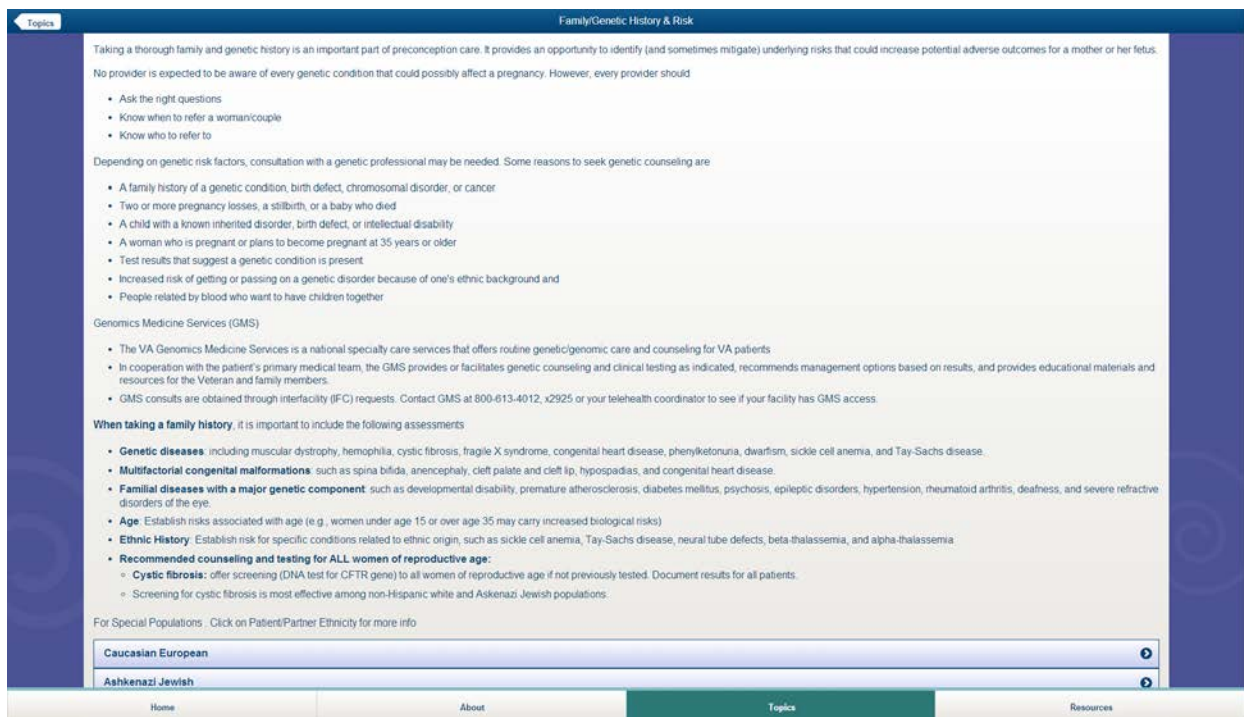 Topics
Family/Genetic History & Risk
Taking a thorough family and genetic history is an important part of preconception care. It provides an opportunity to identify (and sometimes mitigate) underlying risks that could increase potential adverse outcomes for a mother or her fetus.
No provider is expected to be aware of every genetic condition that could possibly affect a pregnancy. However, every provider should
• Ask the right questions
• Know when to refer a woman/couple
• Know who to refer to
Depending on genetic risk factors, consultation with a genetic professional may be needed. Some reasons to seek genetic counseling are
• A family history of a genetic condition, birth defect, chromosomal disorder, or cancer
• Two or more pregnancy losses, a stillbirth, or a baby who died
• A child with a known inherited disorder, birth defect, or intellectual disability
• A woman who is pregnant or plans to become pregnant at 35 years or older
• Test results that suggest a genetic condition is present
• Increased risk of getting or passing on a genetic disorder because of one's ethnic background and
• People related by blood who want to have children together
Genomics Medicine Services (GMS)
• The VA Genomics Medicine Services is a national specialty care services that offers routine genetic/genomic care and counseling for VA patients
• In cooperation with the patient's primary medical team, the GMS provides or facilitates genetic counseling and clinical testing as indicated, recommends management options based on results, and provides educational materials and
resources for the Veteran and family members.
• GMS consults are obtained through interfacility (IFC) requests. Contact GMS at 800-613-4012, x2925 or your telehealth coordinator to see if your facility has GMS access.
When taking a family history, it is important to include the following assessments
• Genetic diseases: including muscular dystrophy, hemophilia, cystic fibrosis, fragile X syndrome, congenital heart disease, phenylketonuria, dwarfism, sickle cell anemia, and Tay-Sachs disease.
• Multifactorial congenital malformations: such as spina bifida, anencephaly, cleft palate and cleft lip, hypospadias, and congenital heart disease.
• Familial diseases with a major genetic component: such as developmental disability, premature atherosclerosis, diabetes mellitus, psychosis, epileptic disorders, hypertension, rheumatoid arthritis, deafness, and severe refractive
disorders of the eye.
• Age: Establish risks associated with age (e.g., women under age 15 or over age 35 may carry increased biological risks)
• Ethnic History: Establish risk for specific conditions related to ethnic origin, such as sickle cell anemia, Tay-Sachs disease, neural tube defects, beta-thalassemia, and alpha-thalassemia
• Recommended counseling and testing for ALL women of reproductive age:
○ Cystic fibrosis: offer screening (DNA test for CFTR gene) to all women of reproductive age if not previously tested. Document results for all patients.
○ Screening for cystic fibrosis is most effective among non-Hispanic white and Askenazi Jewish populations.
For Special Populations . Click on Patient/Partner Ethnicity for more info
Caucasian European
Ashkenazi Jewish
Home
About
Topics
Resources